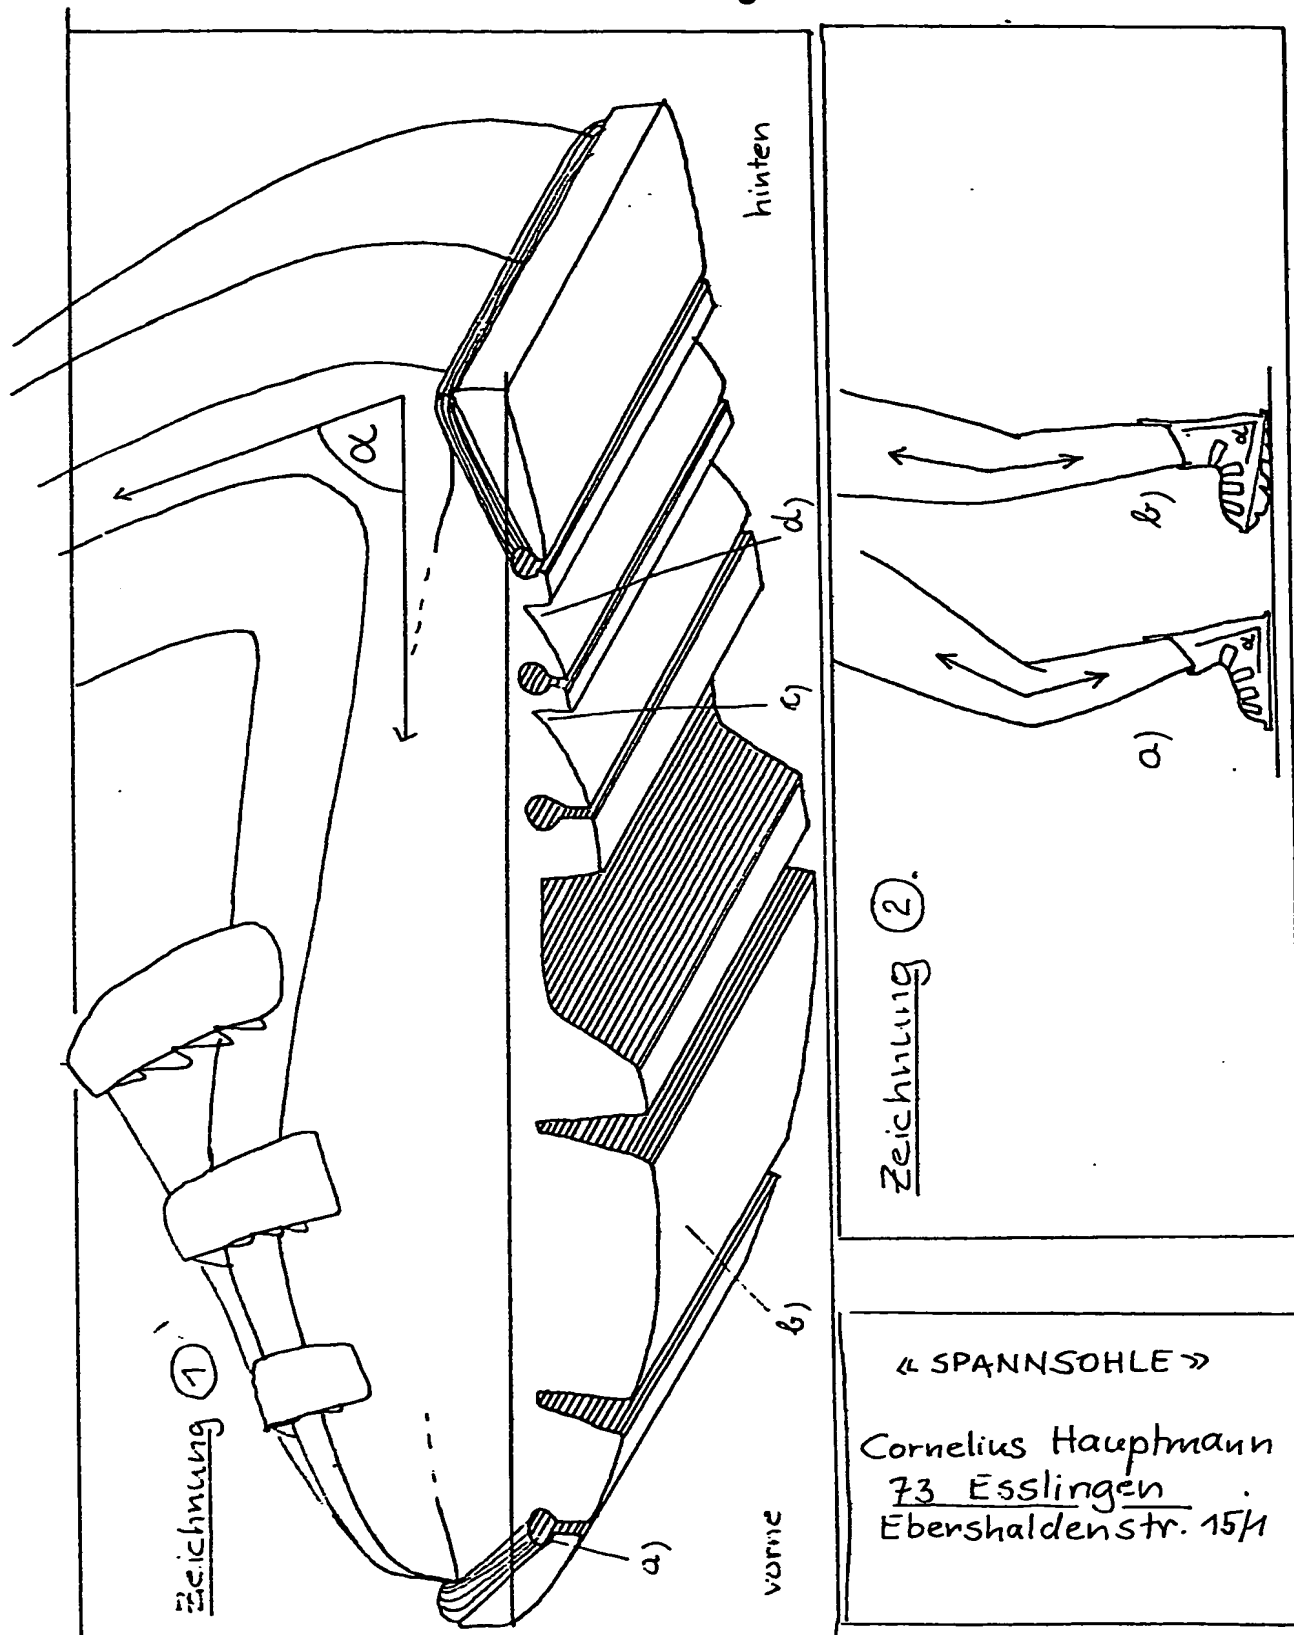 Zeichnung 1
hinten
α
d)
c)
b)
a)
vorne
Zeichnung 2.
a)
α
b)
α
« SPANNSOHLE »
Cornelius Hauptmann
73 Esslingen
Ebershaldenstr. 15/1